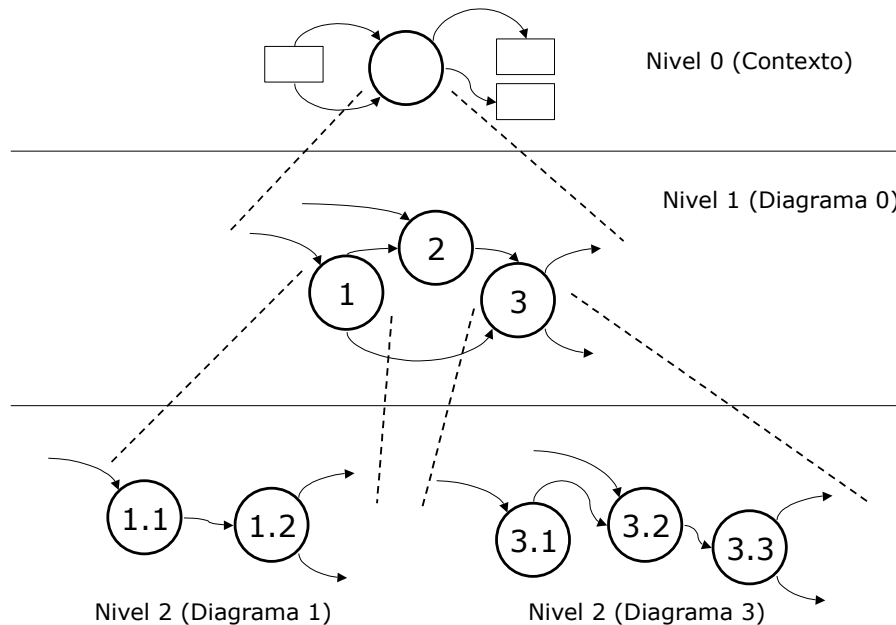 Nivel 0 (Contexto)
Nivel 1 (Diagrama 0)
2
1
3
1.1
1.2
3.1
3.2
3.3
Nivel 2 (Diagrama 1)
Nivel 2 (Diagrama 3)